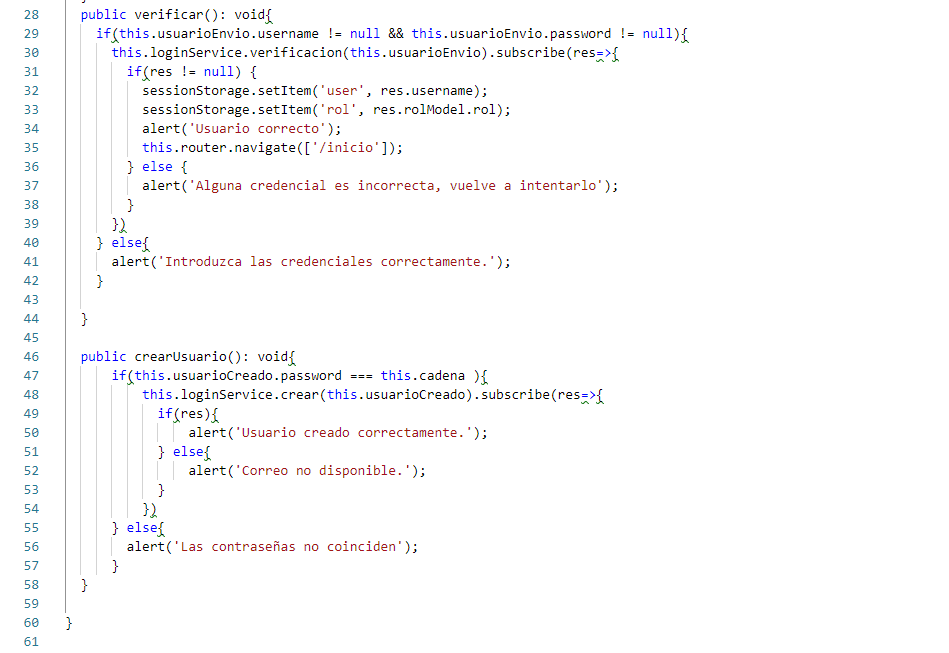 28 public verificar(): void{
29 if(this.usuarioEnvio.username != null && this.usuarioEnvio.password != null){
30 this.loginService.verificacion(this.usuarioEnvio).subscribe(res=>{
31 if(res != null) {
32 sessionStorage.setItem('user', res.username);
33 sessionStorage.setItem('rol', res.rolModel.rol);
34 alert('Usuario correcto');
35 this.router.navigate(['/inicio']);
36 } else {
37 alert('Alguna credencial es incorrecta, vuelve a intentarlo');
38 }
39 })
40 } else{
41 alert('Introduzca las credenciales correctamente.');
42 }
43
44 }
45
46 public crearUsuario(): void{
47 if(this.usuarioCreado.password === this.cadena ){
48 this.loginService.crear(this.usuarioCreado).subscribe(res=>{
49 if(res){
50 alert('Usuario creado correctamente.');
51 } else{
52 alert('Correo no disponible.');
53 }
54 })
55 } else{
56 alert('Las contraseñas no coinciden');
57 }
58 }
59
60 }
61